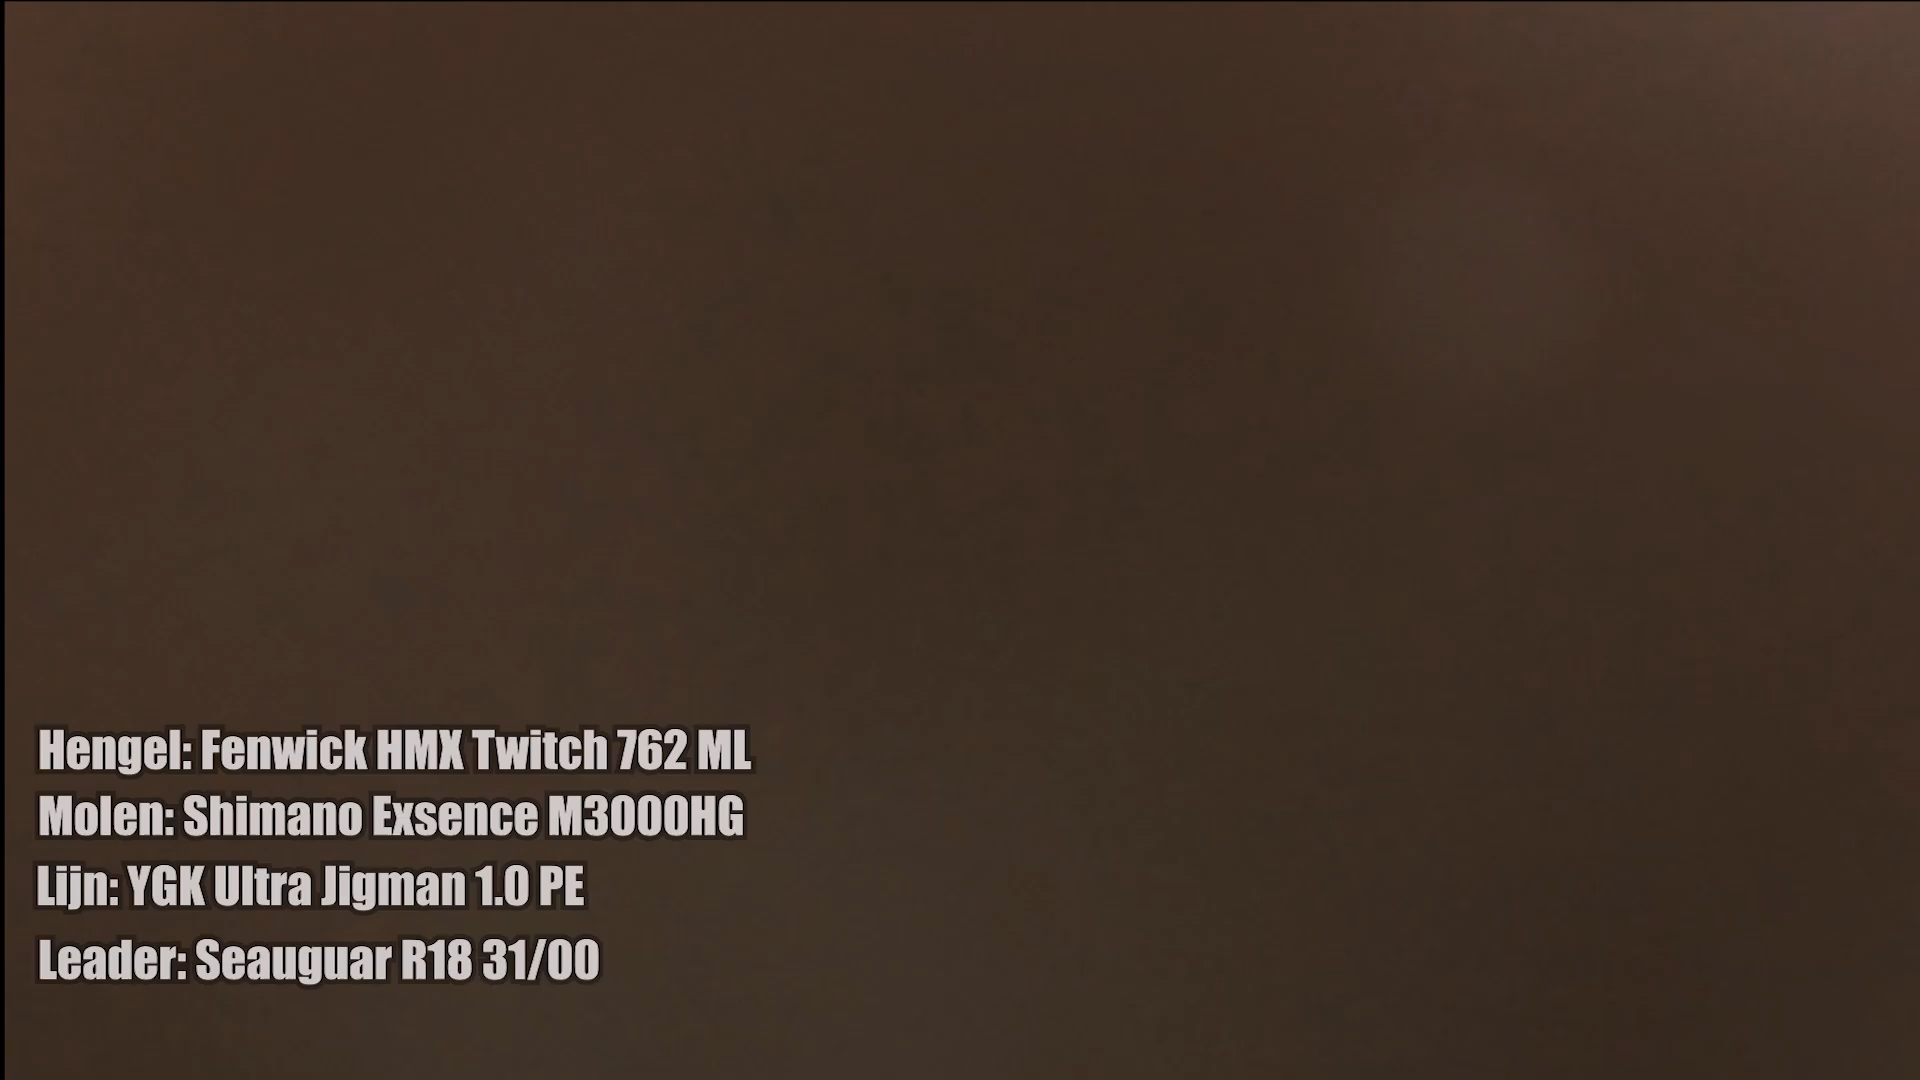 Hengel: Fenwick HMX Twitch 762 ML
Molen: Shimano Exsence M3000HG
Lijn: YGK Ultra Jigman 1.0 PE
Leader: Seauguar R18 31/00